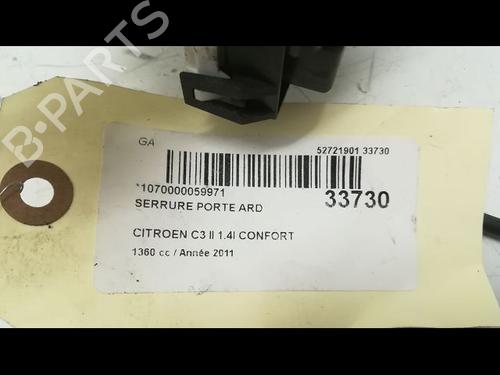 B-PARTS
GA
52721901 33730
*1070000059971
33730
SERRURE PORTE ARD
CITROEN C3 II 1.4I CONFORT
1360 cc / Année 2011